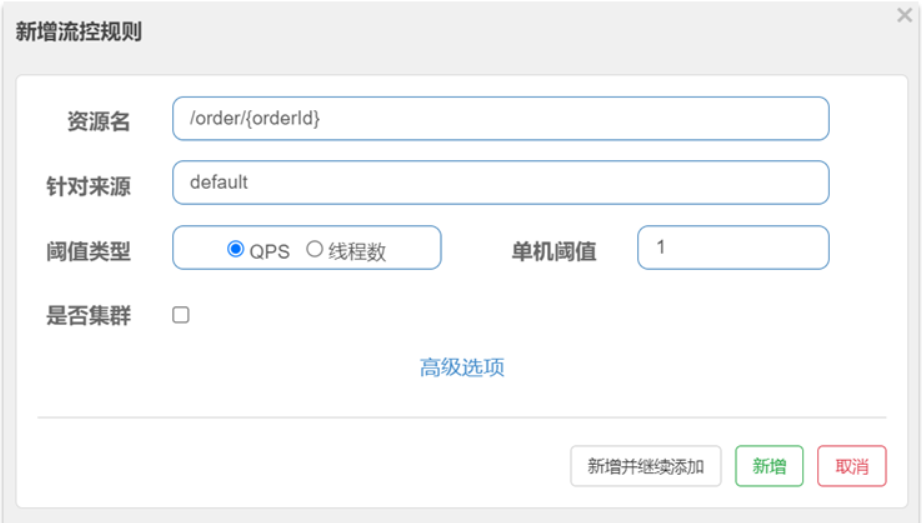 新增流控规则
×
资源名 /order/{orderId}
针对来源 default
阈值类型 QPS 线程数 单机阈值 1
是否集群
高级选项
新增并继续添加 新增 取消